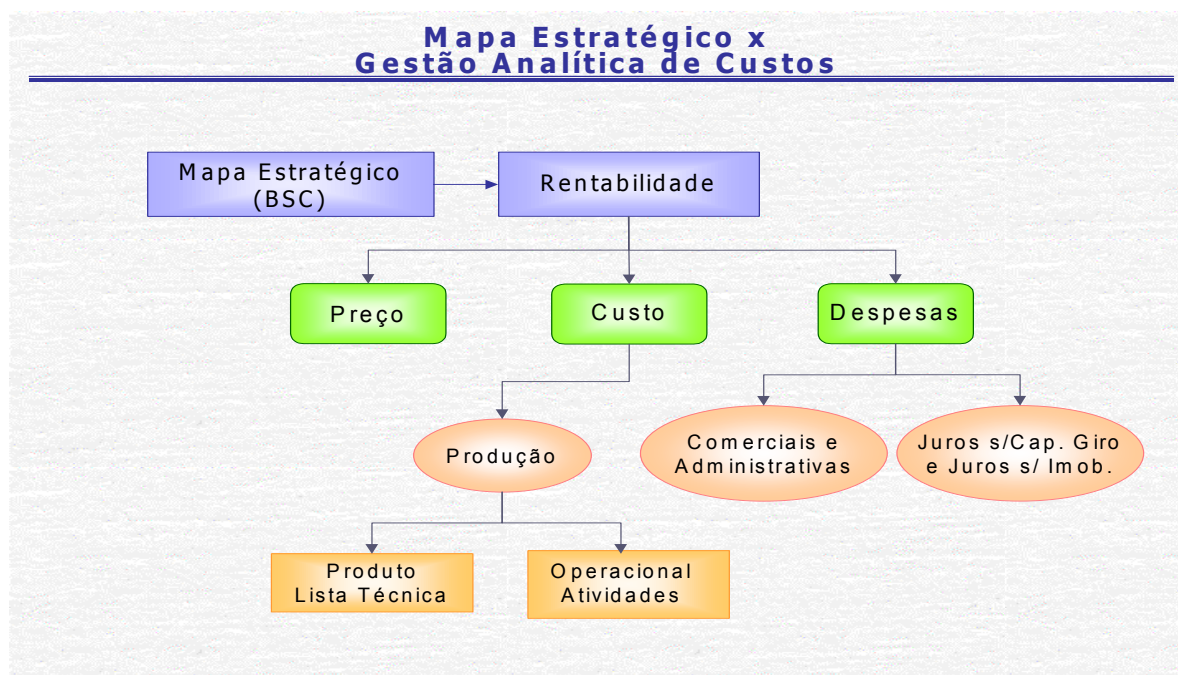 Mapa Estratégico x
Gestão Analítica de Custos
Mapa Estratégico
(BSC)
Rentabilidade
Preço
Custo
Despesas
Produção
Comerciais e
Administrativas
Juros s/Cap. Giro
e Juros s/ Imob.
Produto
Lista Técnica
Operacional
Atividades